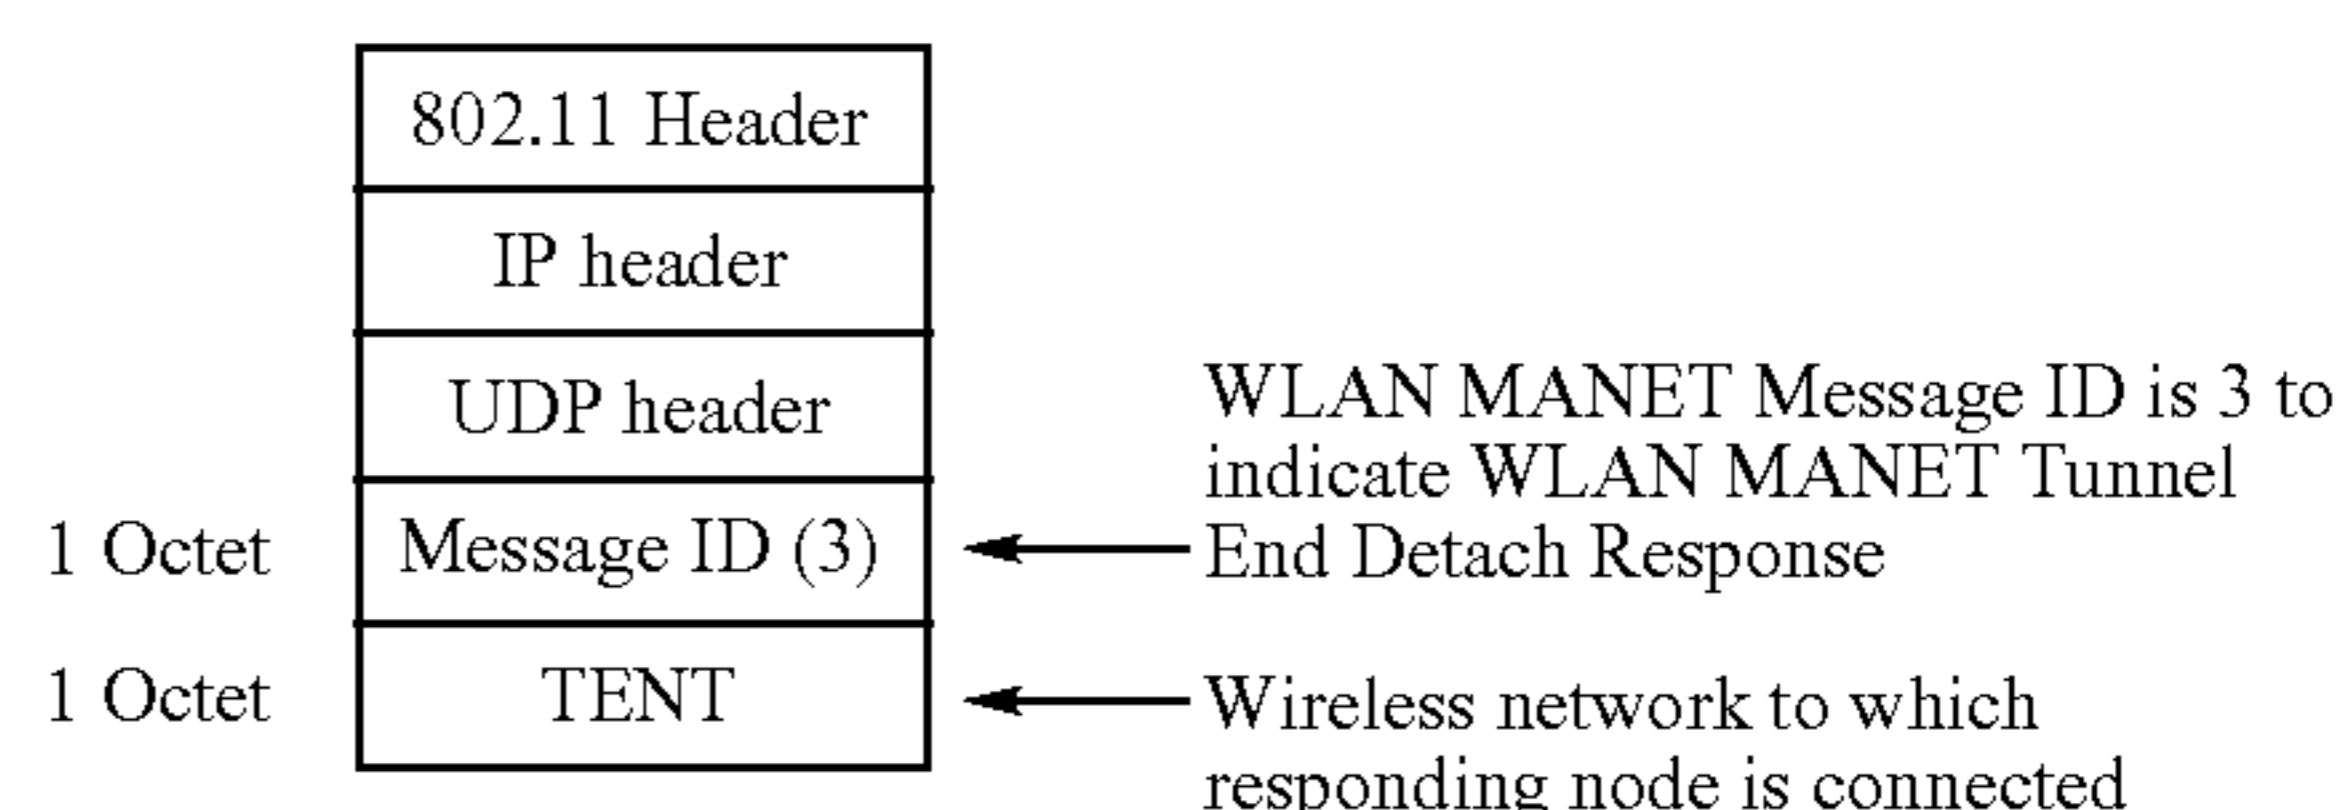 802.11 Header
IP header
UDP header
WLAN MANET Message ID is 3 to
indicate WLAN MANET Tunnel
End Detach Response
1 Octet
Message ID (3)
1 Octet
TENT
Wireless network to which
responding node is connected